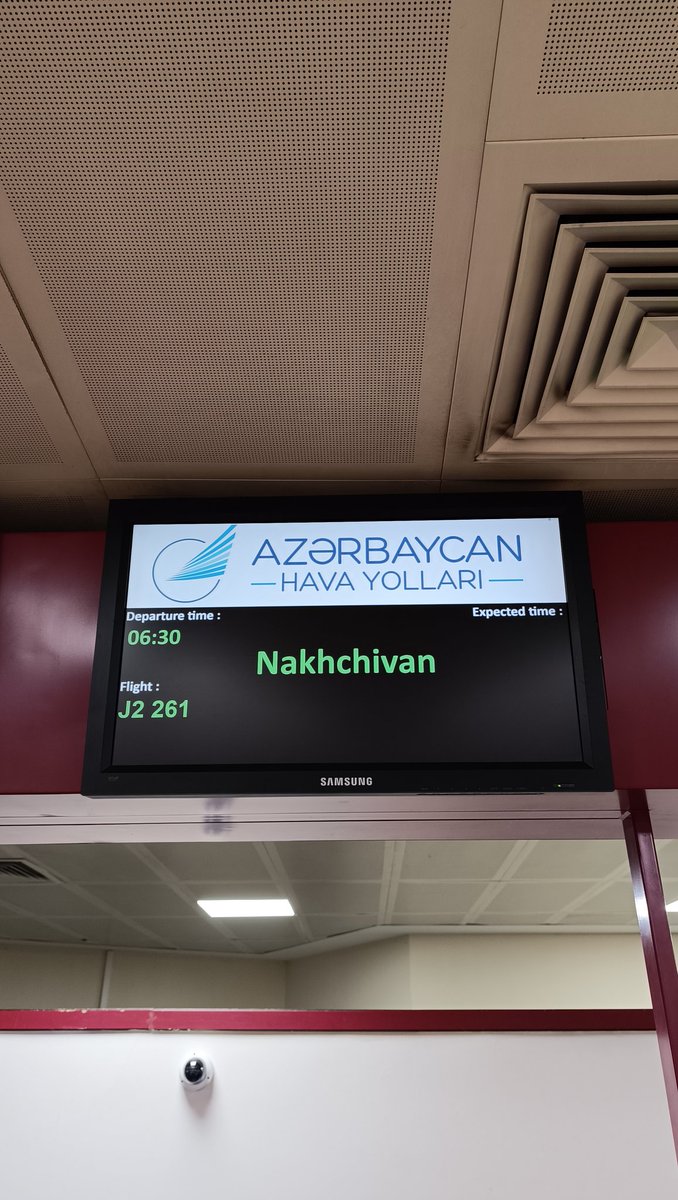 AZƏRBAYCAN
HAVA YOLLARI
Departure time :
Expected time :
06:30
Nakhchivan
Flight :
J2 261
SAMSUNG